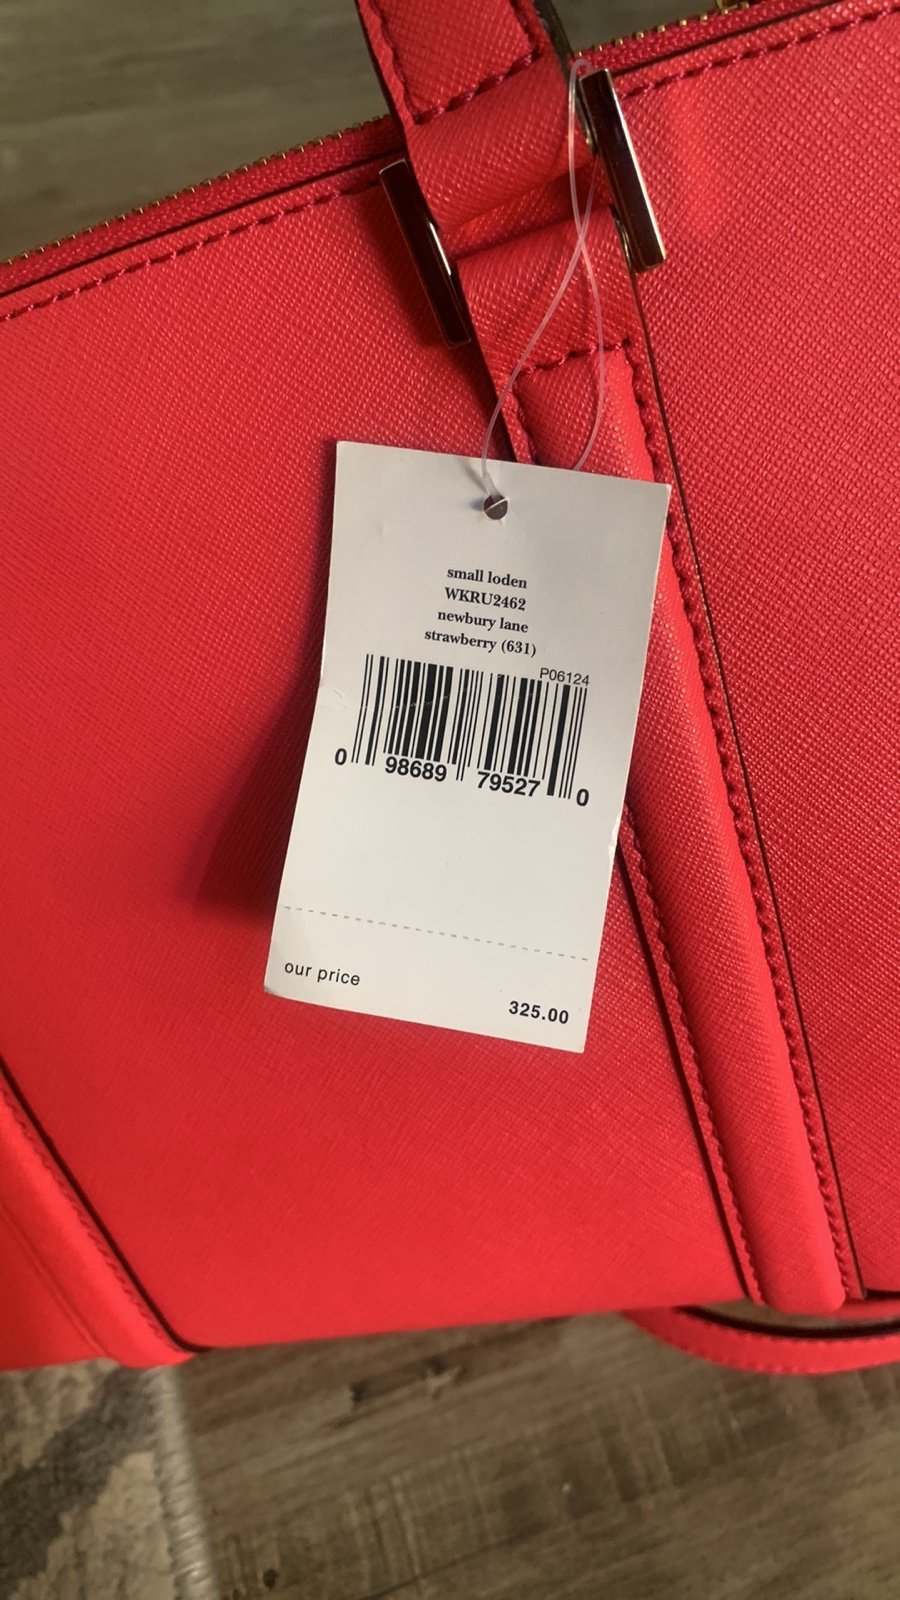 small loden
WKRU2462
newbury lane
strawberry (631)
P06124
0 98689 79527 0
our price
325.00